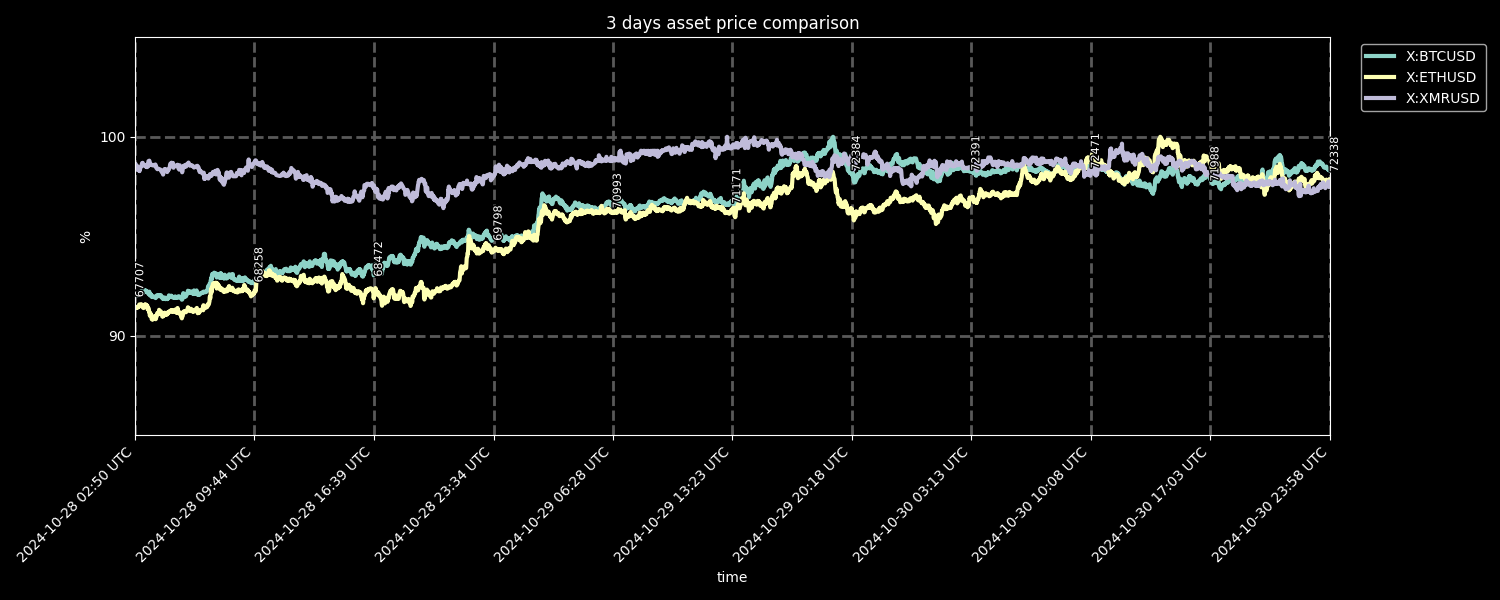 3 days asset price comparison
X:BTCUSD
X:ETHUSD
X:XMRUSD
100
90
%
67707
68258
68472
69798
70993
71171
72384
72391
72471
71988
72338
2024-10-28 02:50 UTC
2024-10-28 09:44 UTC
2024-10-28 16:39 UTC
2024-10-28 23:34 UTC
2024-10-29 06:28 UTC
2024-10-29 13:23 UTC
2024-10-29 20:18 UTC
2024-10-30 03:13 UTC
2024-10-30 10:08 UTC
2024-10-30 17:03 UTC
2024-10-30 23:58 UTC
time